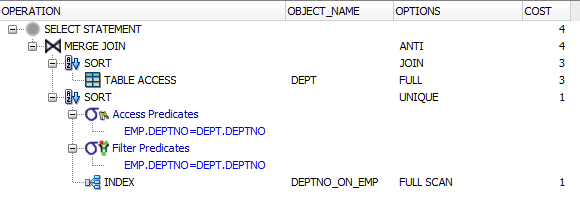 OPERATION OBJECT_NAME OPTIONS COST
SELECT STATEMENT 4
MERGE JOIN ANTI 4
SORT JOIN 3
TABLE ACCESS DEPT FULL 3
SORT UNIQUE 1
Access Predicates
EMP.DEPTNO=DEPT.DEPTNO
Filter Predicates
EMP.DEPTNO=DEPT.DEPTNO
INDEX DEPTNO_ON_EMP FULL SCAN 1